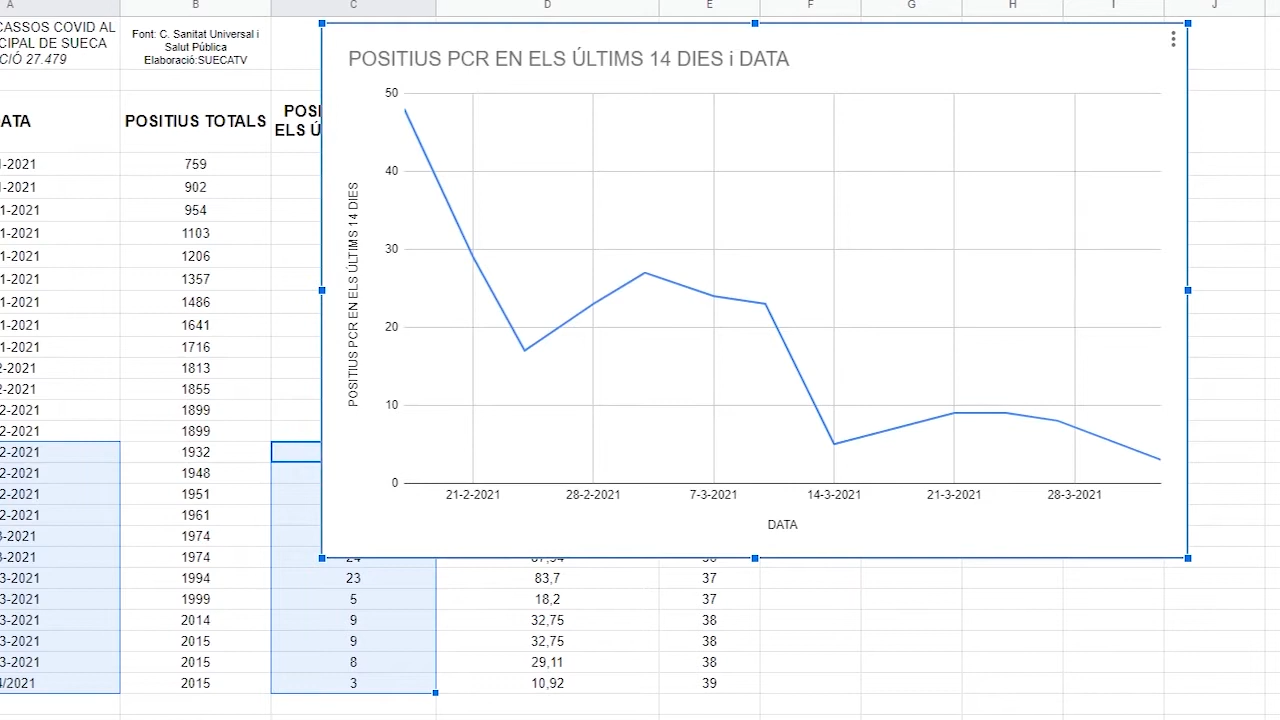 A B C D E F G H I J
CASSOS COVID AL
CIPAL DE SUECA
CIÓ 27.479
Font: C. Sanitat Universal i
Salut Pública
Elaboració:SUECATV
ATA
POSITIUS TOTALS
POSI
ELS Ú
POSITIUS PCR EN ELS ÚLTIMS 14 DIES i DATA
POSITIUS PCR EN ELS ÚLTIMS 14 DIES
50
40
30
20
10
0
21-2-2021 28-2-2021 7-3-2021 14-3-2021 21-3-2021 28-3-2021
DATA
-2021 759
-2021 902
1-2021 954
1-2021 1103
1-2021 1206
1-2021 1357
1-2021 1486
1-2021 1641
1-2021 1716
-2021 1813
-2021 1855
2-2021 1899
2-2021 1899
2-2021 1932
2-2021 1948
2-2021 1951
2-2021 1961
-2021 1974
-2021 1974 24
3-2021 1994 23 83,7 37
3-2021 1999 5 18,2 37
3-2021 2014 9 32,75 38
3-2021 2015 9 32,75 38
3-2021 2015 8 29,11 38
/2021 2015 3 10,92 39